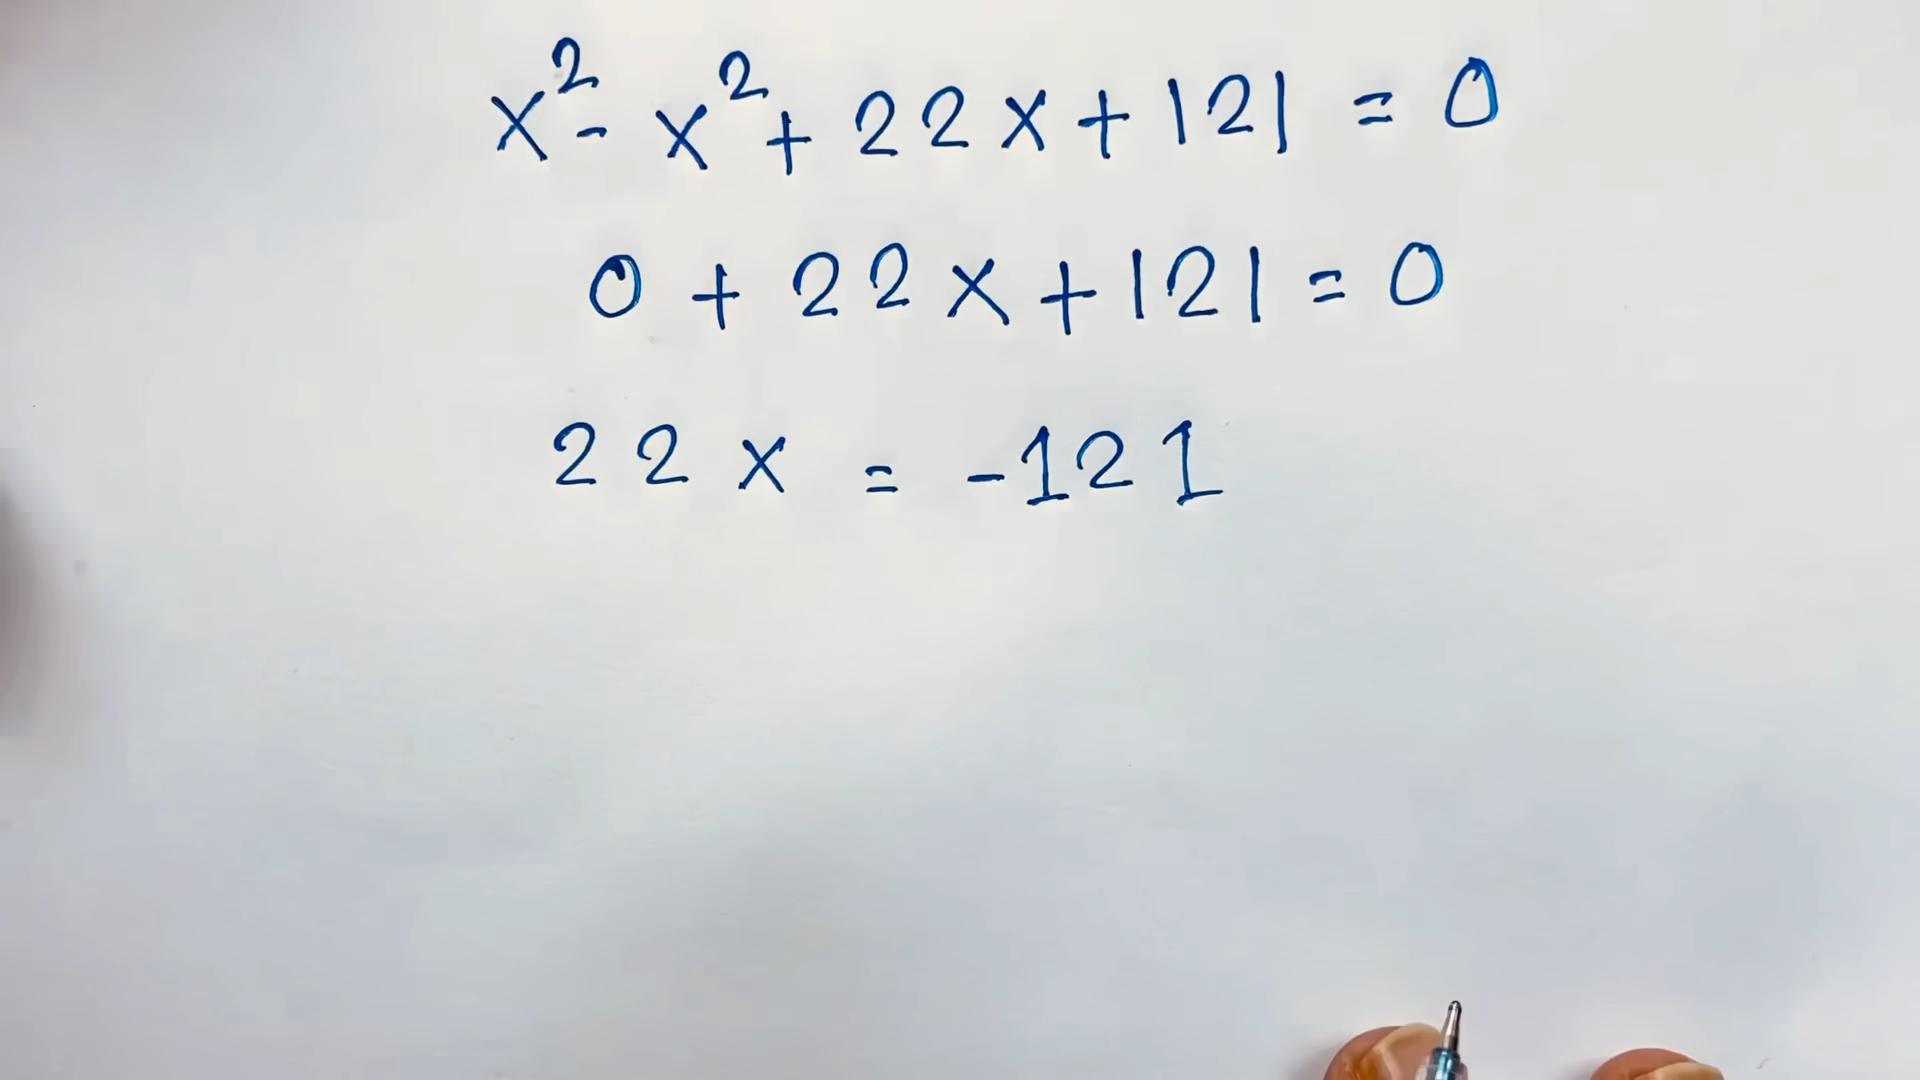 x² - x² + 22x + 121 = 0
0 + 22x + 121 = 0
22x = -121